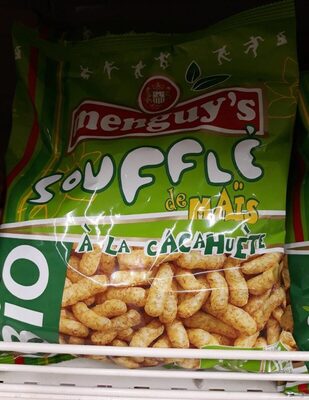 menguy's
SOUFFLÉ
de MAÏS
À LA CACAHUÈTE
BIO